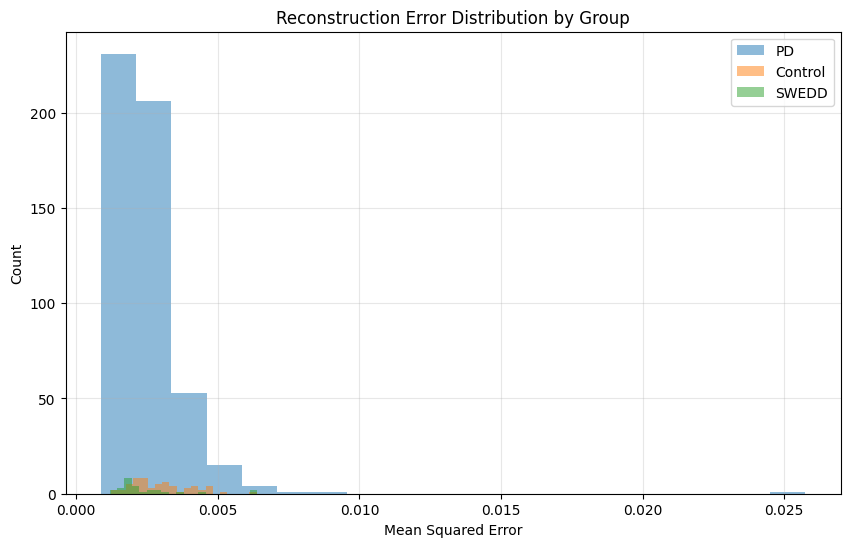 Reconstruction Error Distribution by Group
PD
Control
SWEDD
Count
200
150
100
50
0
0.000
0.005
0.010
0.015
0.020
0.025
Mean Squared Error